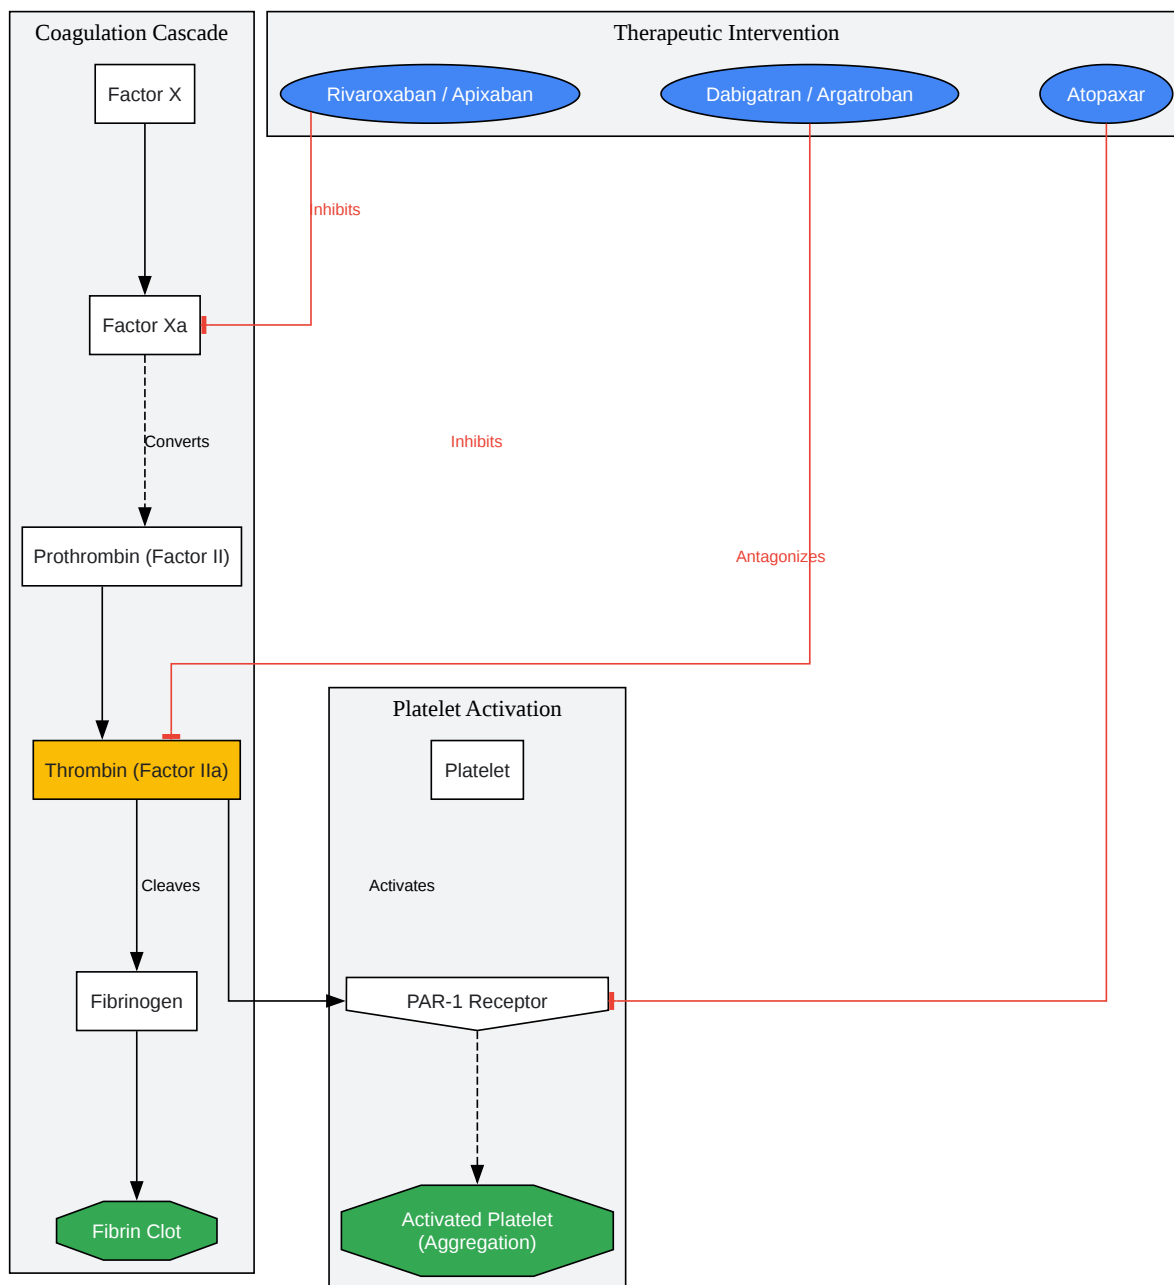 Coagulation Cascade
Therapeutic Intervention
Factor X
Rivaroxaban / Apixaban
Dabigatran / Argatroban
Atopaxar
Inhibits
Factor Xa
Converts
Inhibits
Prothrombin (Factor II)
Antagonizes
Platelet Activation
Thrombin (Factor IIa)
Platelet
Cleaves
Activates
Fibrinogen
PAR-1 Receptor
Fibrin Clot
Activated Platelet
(Aggregation)